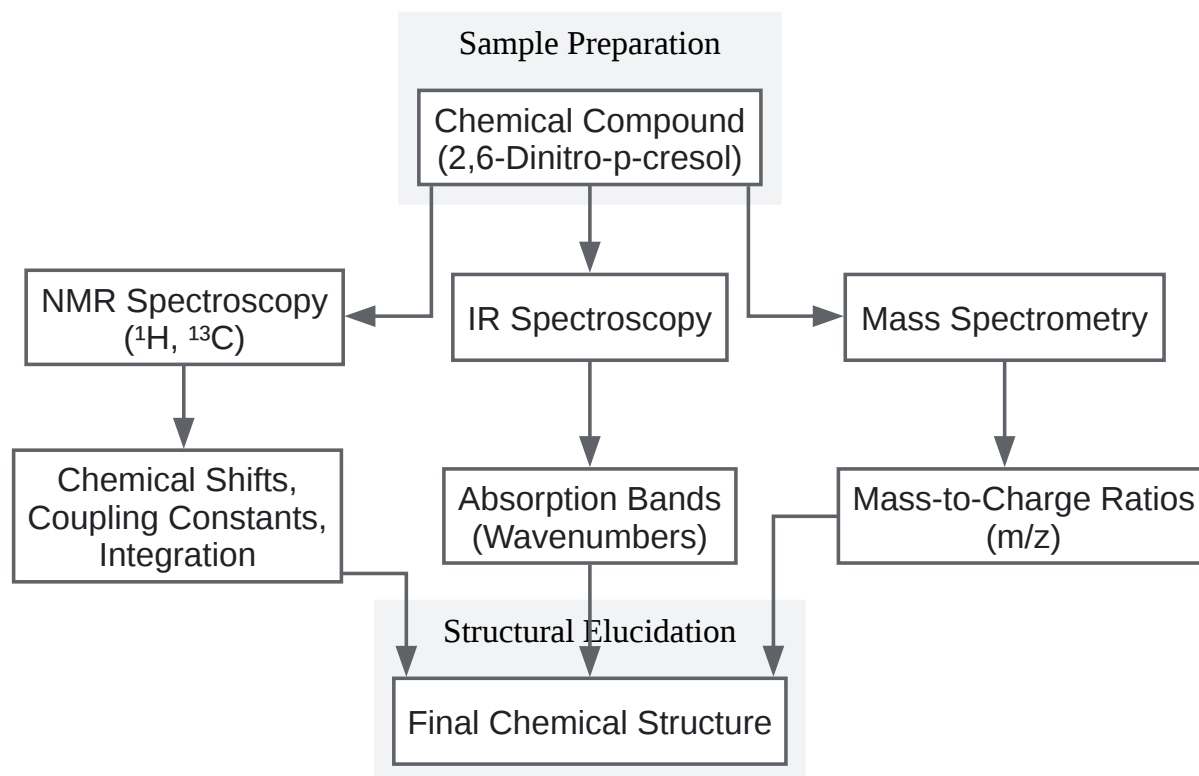 Sample Preparation
Chemical Compound
(2,6-Dinitro-p-cresol)
NMR Spectroscopy
(¹H, ¹³C)
IR Spectroscopy
Mass Spectrometry
Chemical Shifts,
Coupling Constants,
Integration
Absorption Bands
(Wavenumbers)
Mass-to-Charge Ratios
(m/z)
Structural Elucidation
Final Chemical Structure